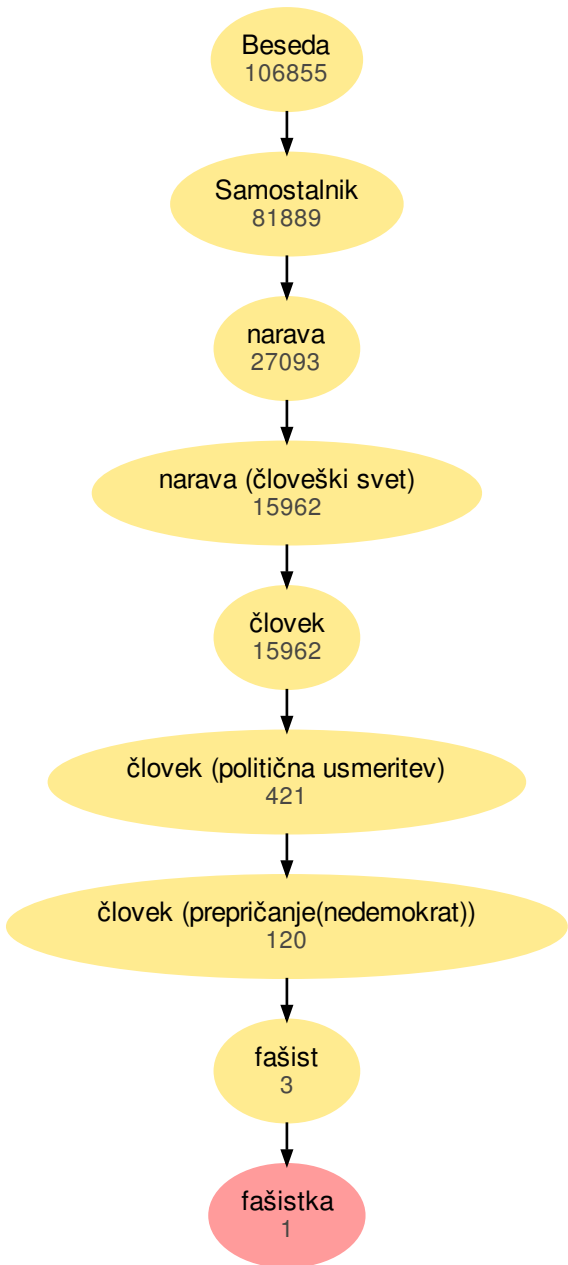 Beseda
106855
Samostalnik
81889
narava
27093
narava (človeški svet)
15962
človek
15962
človek (politična usmeritev)
421
človek (prepričanje(nedemokrat))
120
fašist
3
fašistka
1